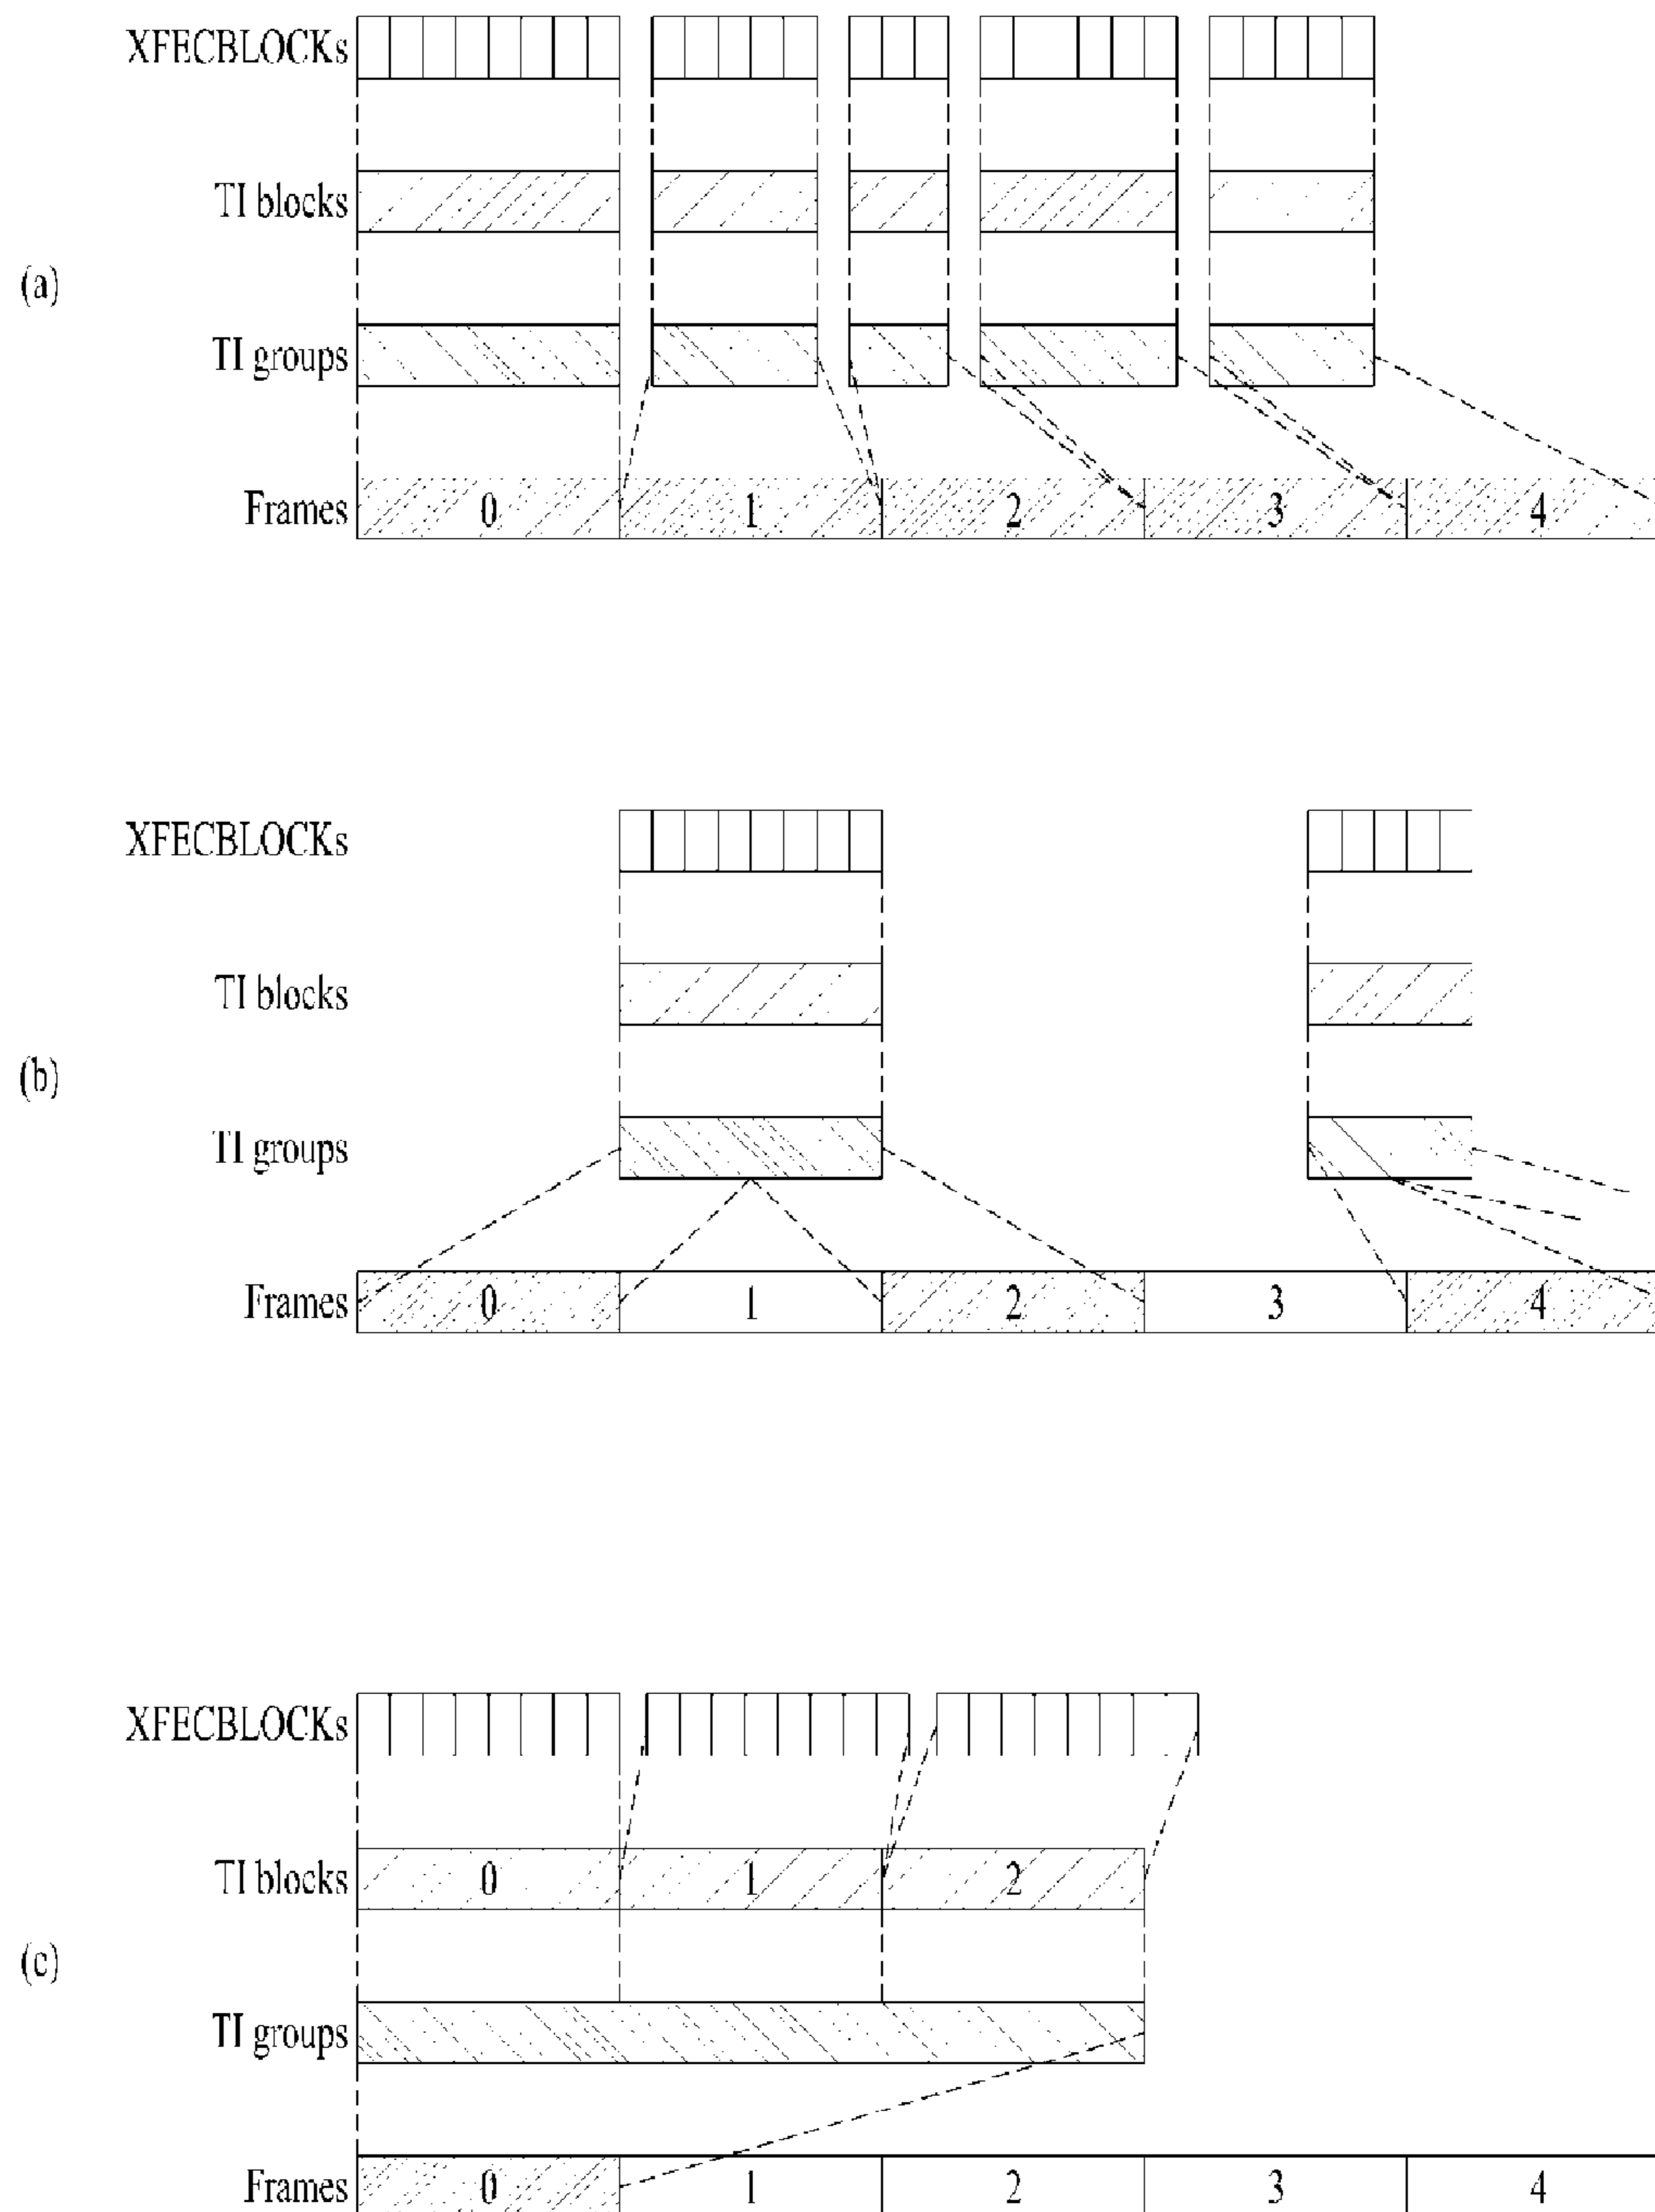 XFECBLOCKs
TI blocks
(a)
TI groups
Frames 0 1 2 3 4
XFECBLOCKs
TI blocks
(b)
TI groups
Frames 0 1 2 3 4
XFECBLOCKs
TI blocks 0 1 2
(c)
TI groups
Frames 0 1 2 3 4